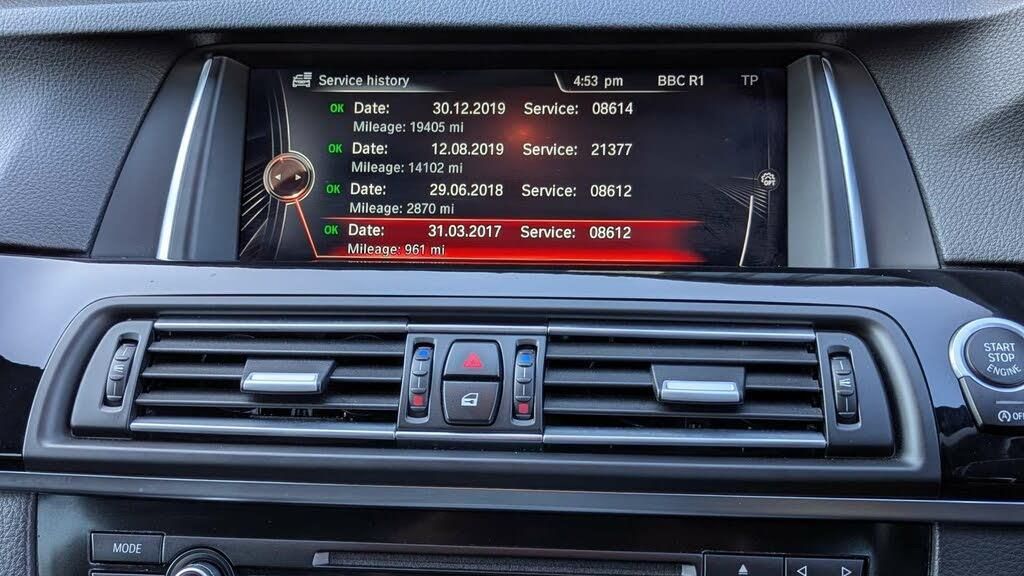 Service history 4:53 pm BBC R1 TP
OK Date: 30.12.2019 Service: 08614
Mileage: 19405 mi
OK Date: 12.08.2019 Service: 21377
Mileage: 14102 mi
OK Date: 29.06.2018 Service: 08612
Mileage: 2870 mi
OK Date: 31.03.2017 Service: 08612
Mileage: 961 mi
OFF
START
STOP
ENGINE
OFF
MODE